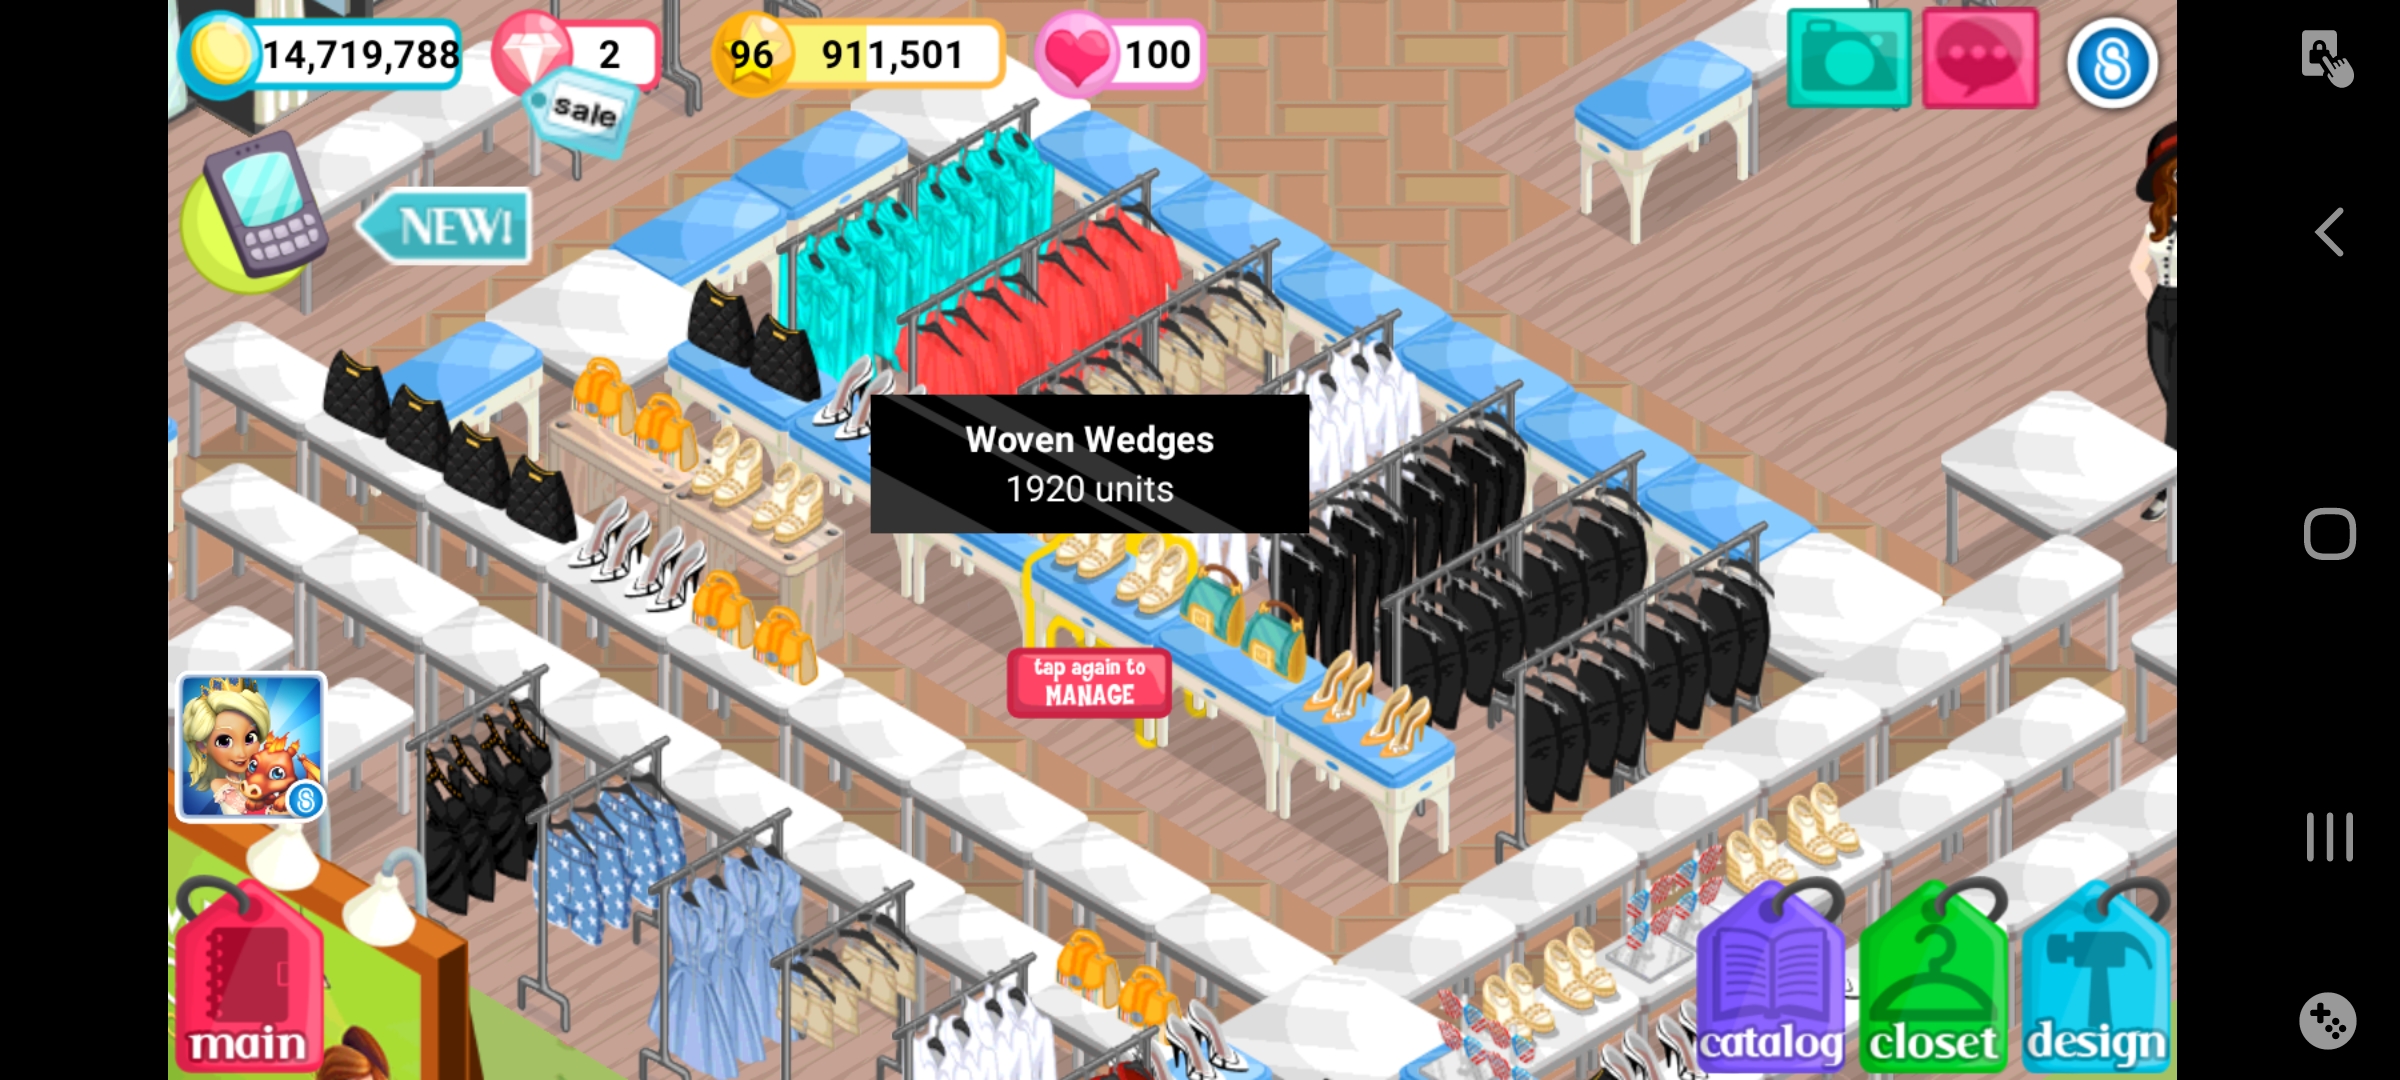 14,719,788
2
96
911,501
100
sale
NEW!
Woven Wedges
1920 units
tap again to
MANAGE
main
catalog
closet
design